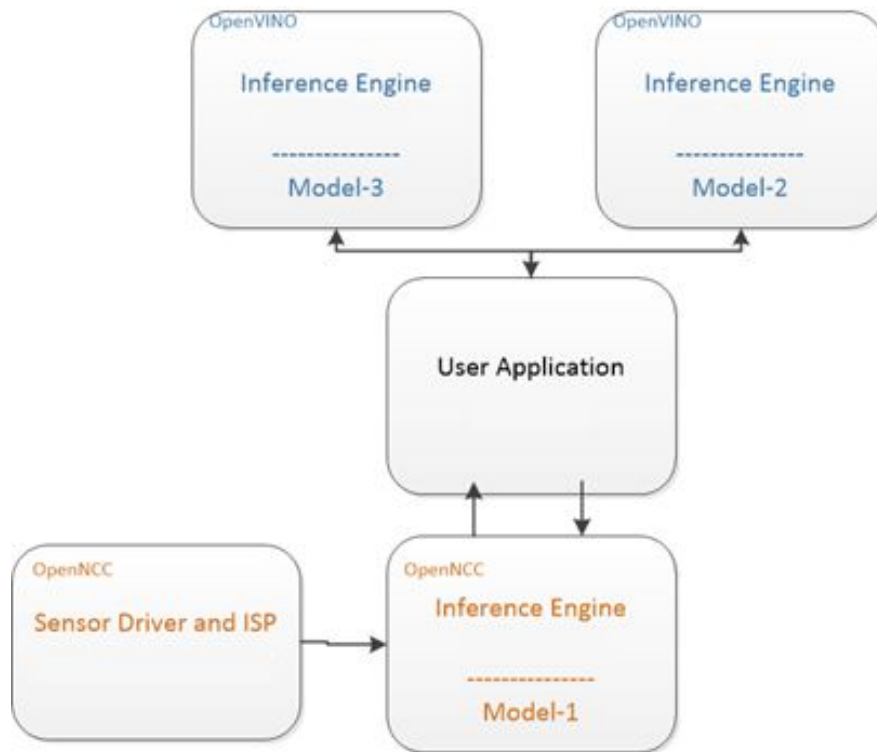 OpenVINO
Inference Engine
---------------
Model-3
OpenVINO
Inference Engine
---------------
Model-2
User Application
OpenNCC
Sensor Driver and ISP
OpenNCC
Inference Engine
---------------
Model-1